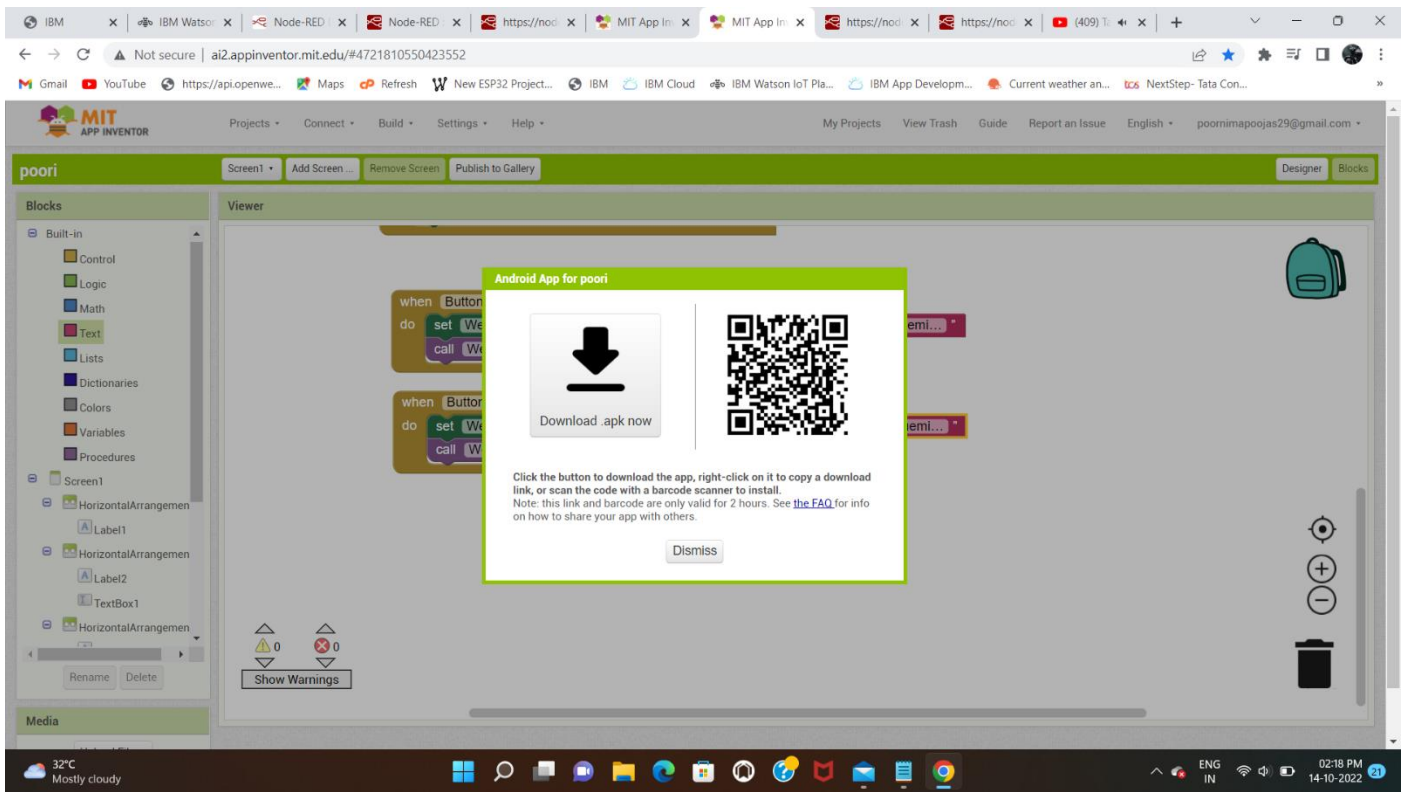 IBM
IBM Watson
Node-RED
Node-RED
https://nod
MIT App Inv
MIT App Inv
https://nod
https://nod
(409)
Not secure
ai2.appinventor.mit.edu/#4721810550423552
Gmail
YouTube
https://api.openwe...
Maps
Refresh
New ESP32 Project...
IBM
IBM Cloud
IBM Watson IoT Pla...
IBM App Developm...
Current weather an...
tcs NextStep- Tata Con...
»
MIT
APP INVENTOR
Projects
Connect
Build
Settings
Help
My Projects
View Trash
Guide
Report an Issue
English
poornimapoojas29@gmail.com
poori
Screen1
Add Screen ...
Remove Screen
Publish to Gallery
Designer
Blocks
Blocks
Viewer
Built-in
Control
Logic
Math
Text
Lists
Dictionaries
Colors
Variables
Procedures
Screen1
HorizontalArrangemen
Label1
HorizontalArrangemen
Label2
TextBox1
HorizontalArrangemen
Rename
Delete
Media
when Button
do set We
call We
emi... "
when Button
do set We
call W
emi... "
Android App for poori
Download .apk now
Click the button to download the app, right-click on it to copy a download
link, or scan the code with a barcode scanner to install.
Note: this link and barcode are only valid for 2 hours. See the FAQ for info
on how to share your app with others.
Dismiss
0
0
Show Warnings
32°C
Mostly cloudy
ENG
IN
02:18 PM
14-10-2022
21